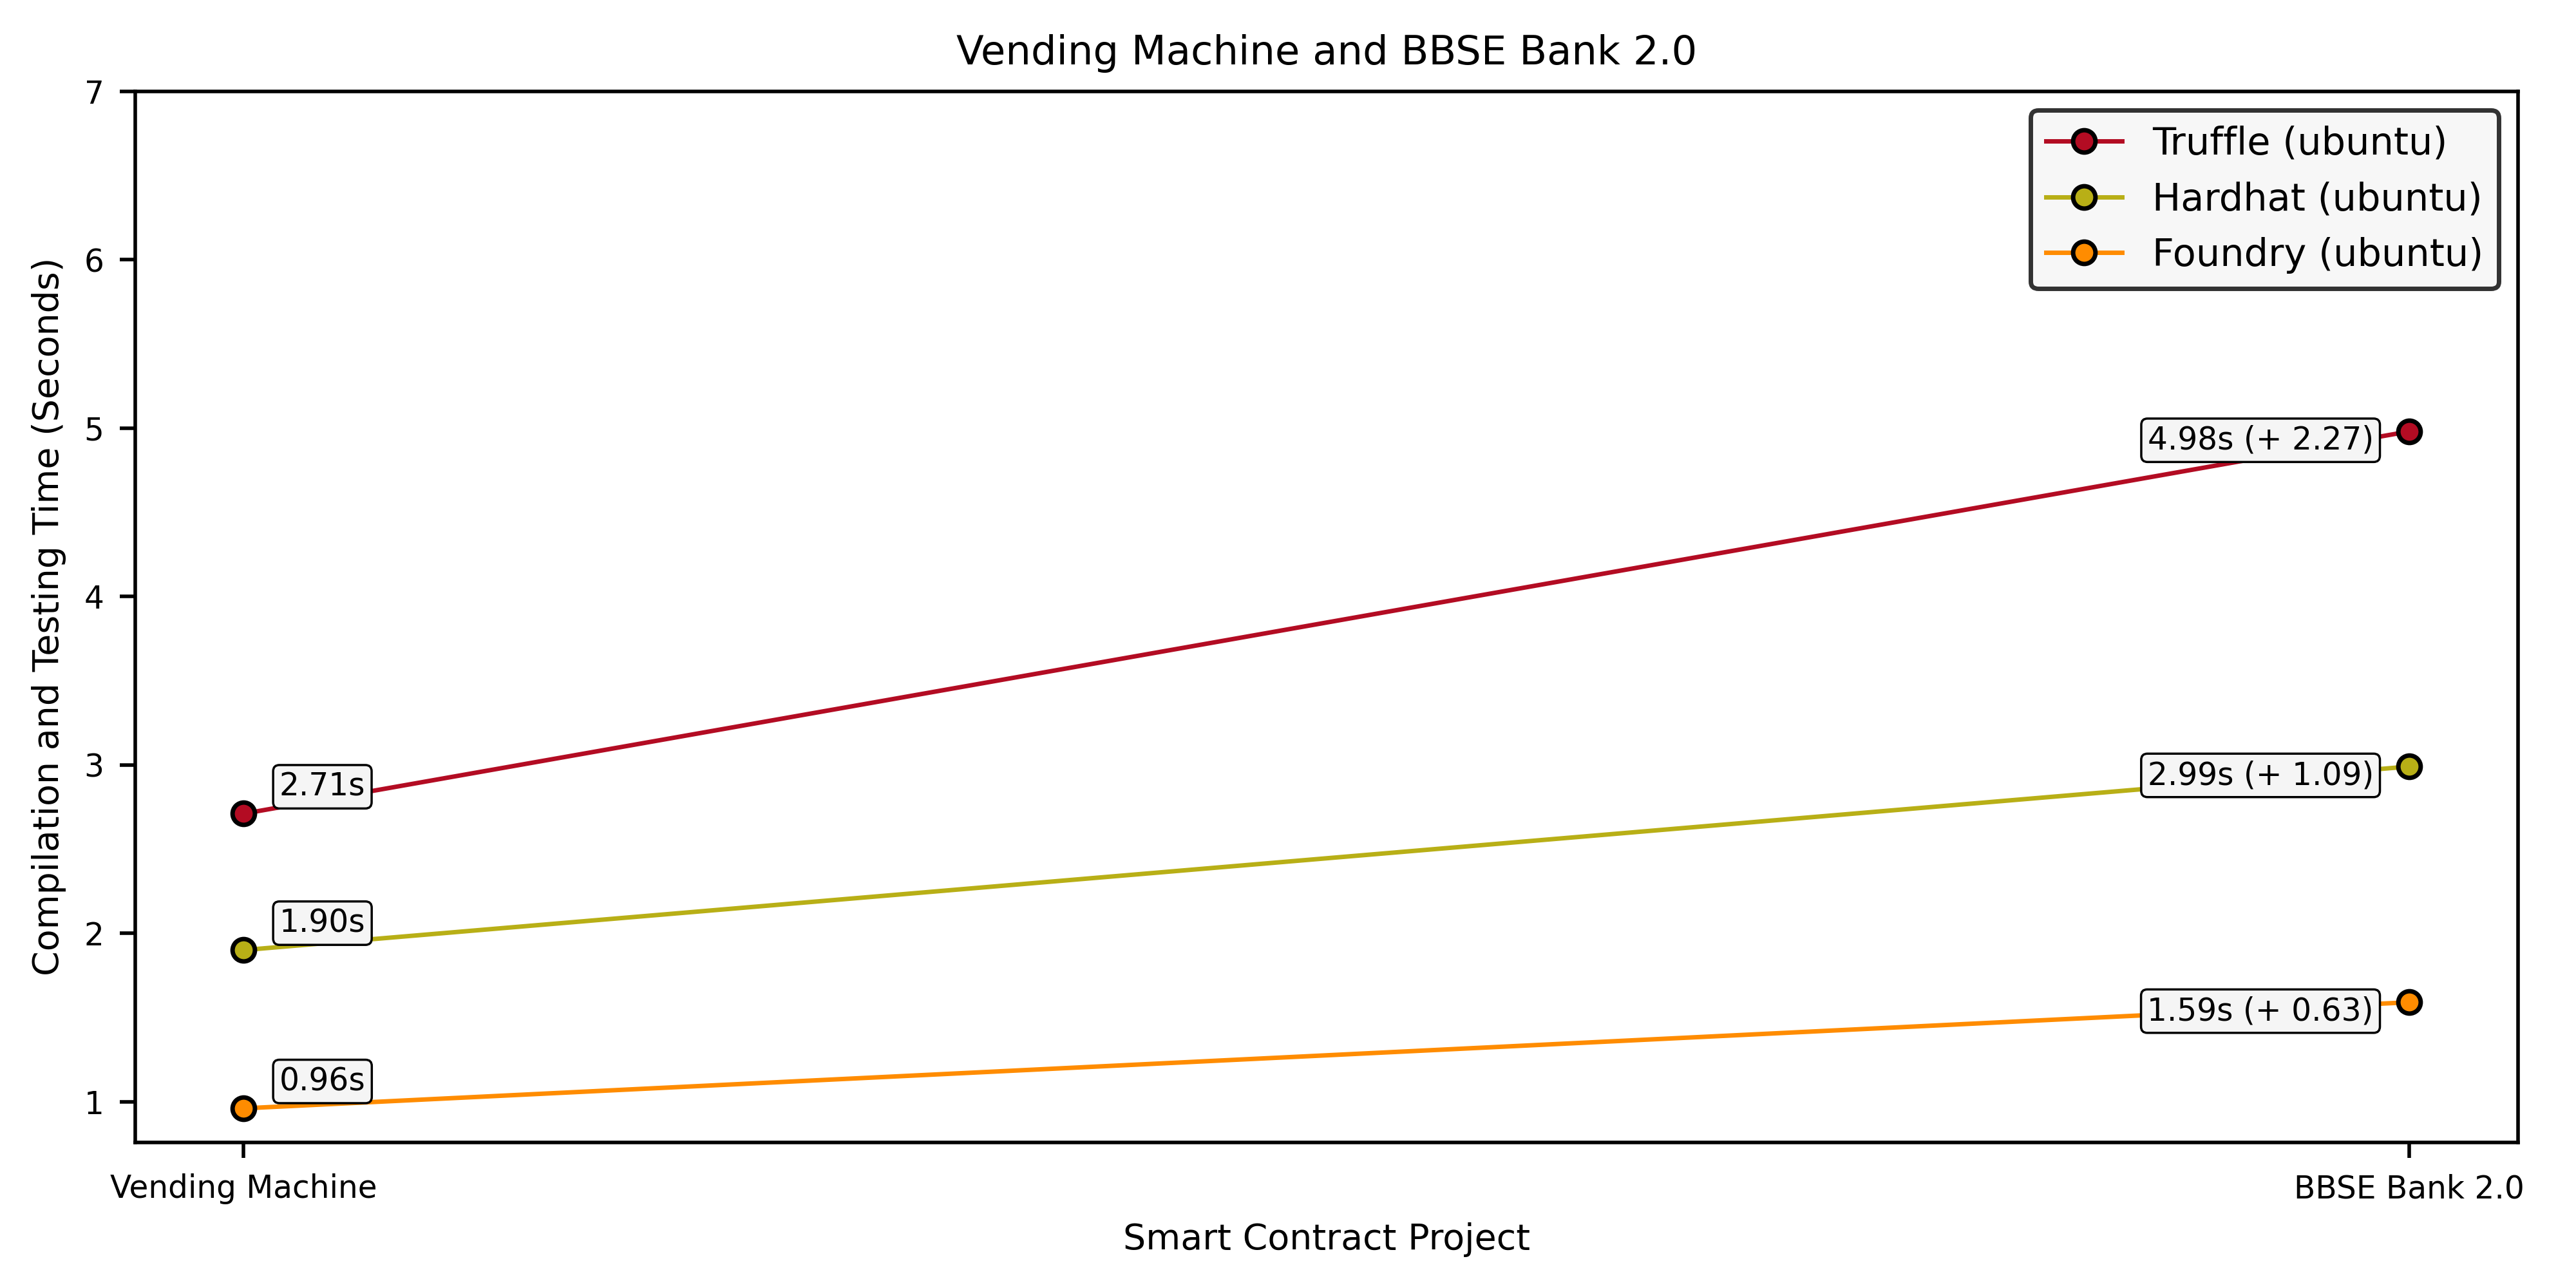 Vending Machine and BBSE Bank 2.0
7
6
5
4
3
2
1
Compilation and Testing Time (Seconds)
Truffle (ubuntu)
Hardhat (ubuntu)
Foundry (ubuntu)
4.98s (+ 2.27)
2.71s
2.99s (+ 1.09)
1.90s
1.59s (+ 0.63)
0.96s
Vending Machine
BBSE Bank 2.0
Smart Contract Project